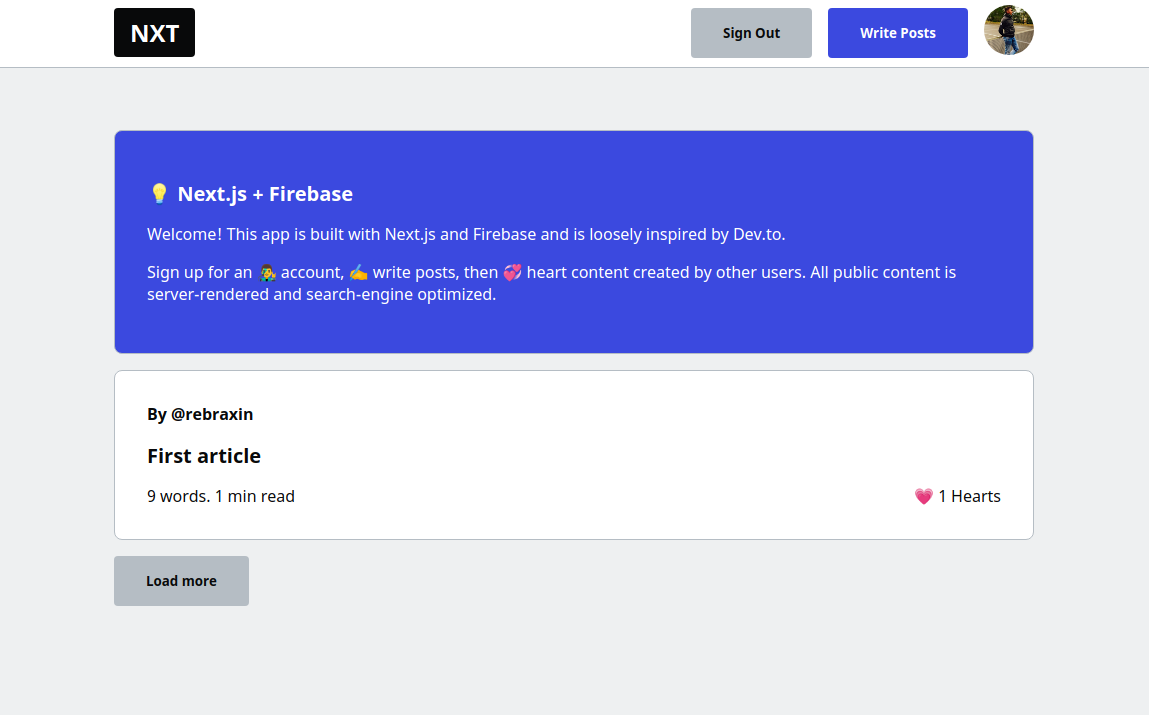 NXT
Sign Out
Write Posts
💡 Next.js + Firebase
Welcome! This app is built with Next.js and Firebase and is loosely inspired by Dev.to.
Sign up for an 👨‍🎤 account, ✍️ write posts, then 💞 heart content created by other users. All public content is
server-rendered and search-engine optimized.
By @rebraxin
First article
9 words. 1 min read
💗 1 Hearts
Load more